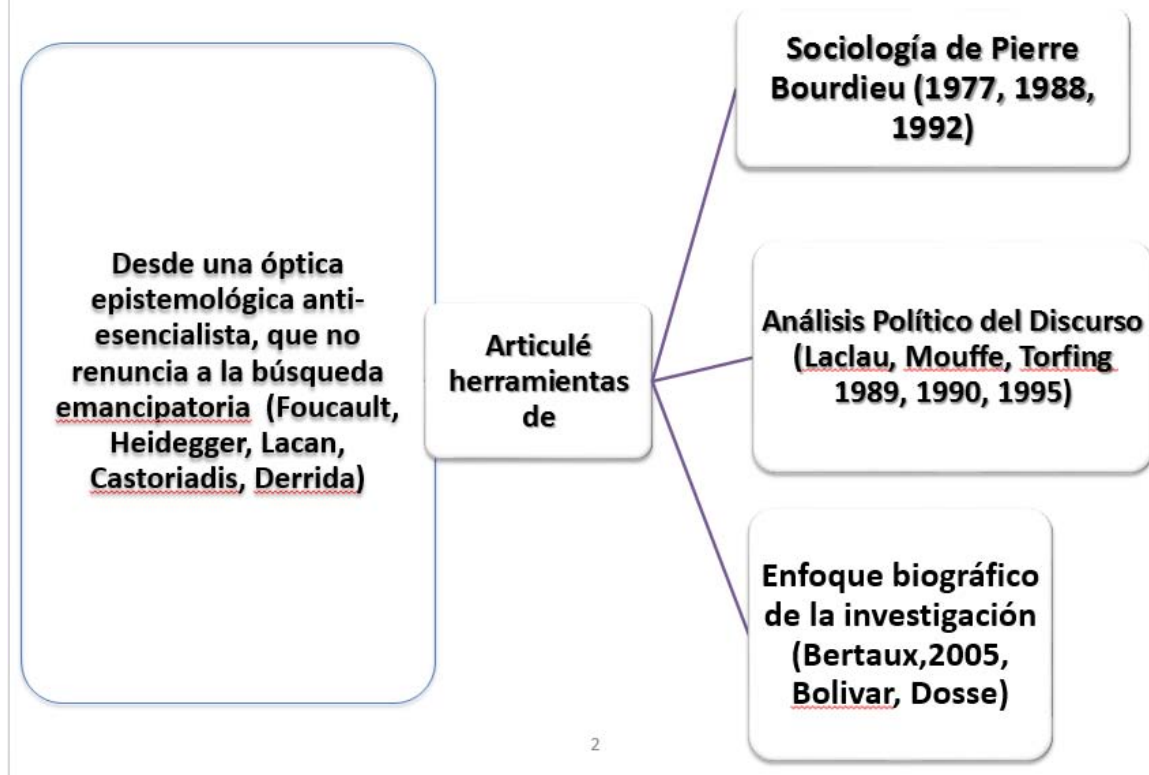 Desde una óptica
epistemológica anti-
esencialista, que no
renuncia a la búsqueda
emancipatoria (Foucault,
Heidegger, Lacan,
Castoriadis, Derrida)
Articulé
herramientas
de
Sociología de Pierre
Bourdieu (1977, 1988,
1992)
Análisis Político del Discurso
(Laclau, Mouffe, Torfing
1989, 1990, 1995)
Enfoque biográfico
de la investigación
(Bertaux,2005,
Bolivar, Dosse)
2